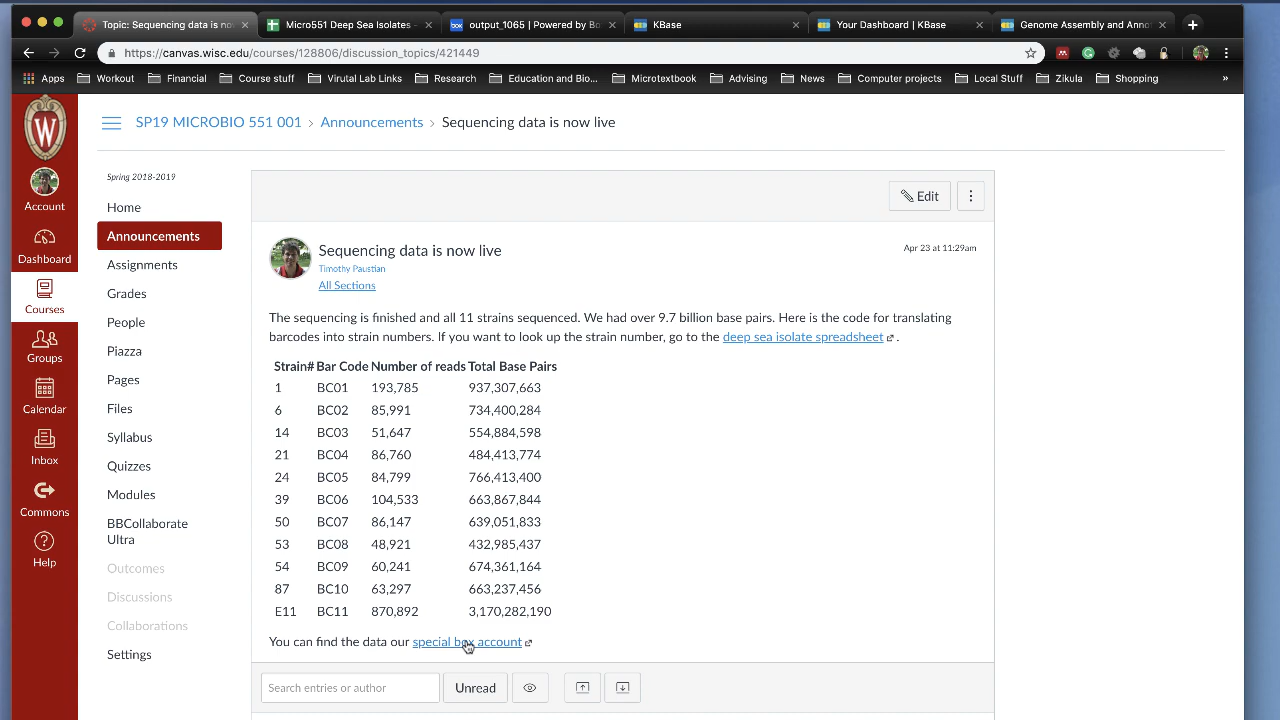 Topic: Sequencing data is now
Micro551 Deep Sea Isolates -
output_1065 | Powered by Bo
KBase
Your Dashboard | KBase
Genome Assembly and Anno
https://canvas.wisc.edu/courses/128806/discussion_topics/421449
Apps Workout Financial Course stuff Virutal Lab Links Research Education and Bio... Microtextbook Advising News Computer projects Local Stuff Zikula Shopping »
W
Account
Dashboard
Courses
Groups
Calendar
Inbox
Commons
Help
SP19 MICROBIO 551 001 › Announcements › Sequencing data is now live
Spring 2018-2019
Home
Announcements
Assignments
Grades
People
Piazza
Pages
Files
Syllabus
Quizzes
Modules
BBCollaborate
Ultra
Outcomes
Discussions
Collaborations
Settings
Edit
Sequencing data is now live
Apr 23 at 11:29am
Timothy Paustian
All Sections
The sequencing is finished and all 11 strains sequenced. We had over 9.7 billion base pairs. Here is the code for translating
barcodes into strain numbers. If you want to look up the strain number, go to the deep sea isolate spreadsheet .
Strain# Bar Code Number of reads Total Base Pairs
1 BC01 193,785 937,307,663
6 BC02 85,991 734,400,284
14 BC03 51,647 554,884,598
21 BC04 86,760 484,413,774
24 BC05 84,799 766,413,400
39 BC06 104,533 663,867,844
50 BC07 86,147 639,051,833
53 BC08 48,921 432,985,437
54 BC09 60,241 674,361,164
87 BC10 63,297 663,237,456
E11 BC11 870,892 3,170,282,190
You can find the data our special box account
Search entries or author
Unread